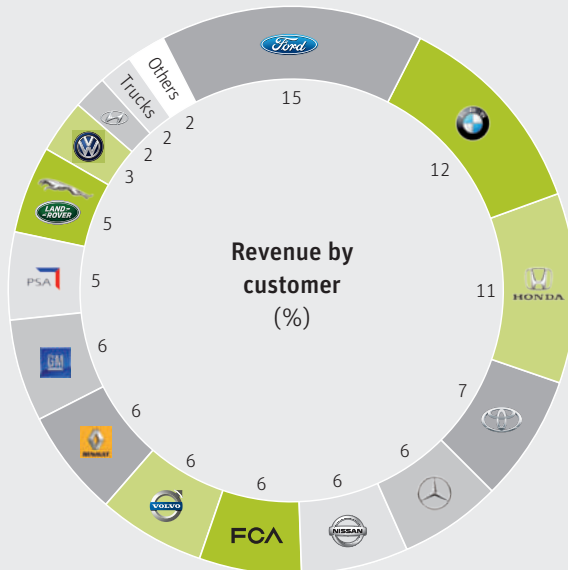 Ford
15
BMW
12
HONDA
11
7
6
NISSAN
6
FCA
6
VOLVO
6
RENAULT
6
GM
6
PSA
5
LAND-
ROVER
5
3
2
Trucks
2
Others
2
Revenue by
customer
(%)